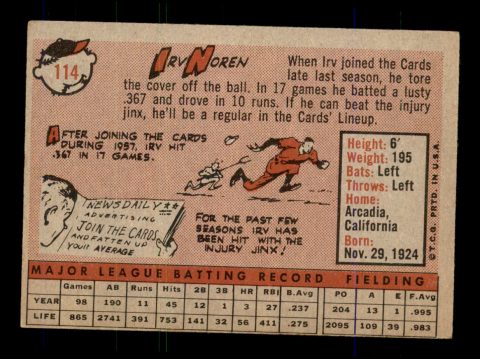 114
IRV NOREN
When Irv joined the Cards
late last season, he tore
the cover off the ball. In 17 games he batted a lusty
.367 and drove in 10 runs. If he can beat the injury
jinx, he'll be a regular in the Cards' Lineup.
AFTER JOINING THE CARDS
DURING 1957, IRV HIT
.367 IN 17 GAMES.
NEWS DAILY
ADVERTISING
JOIN THE CARDS
AND FATTEN UP
YOUR AVERAGE
FOR THE PAST FEW
SEASONS IRV HAS
BEEN HIT WITH THE
INJURY JINX!
Height: 6'
Weight: 195
Bats: Left
Throws: Left
Home:
Arcadia,
California
Born:
Nov. 29, 1924
© T.C.G. PRTD. IN U.S.A.
MAJOR LEAGUE BATTING RECORD FIELDING
Games AB Runs Hits 2B 3B HR RBI B.Avg PO A E F.Avg.
YEAR 98 190 11 45 12 1 3 27 .237 204 13 1 .995
LIFE 865 2741 391 753 141 32 56 411 .275 2095 109 39 .983